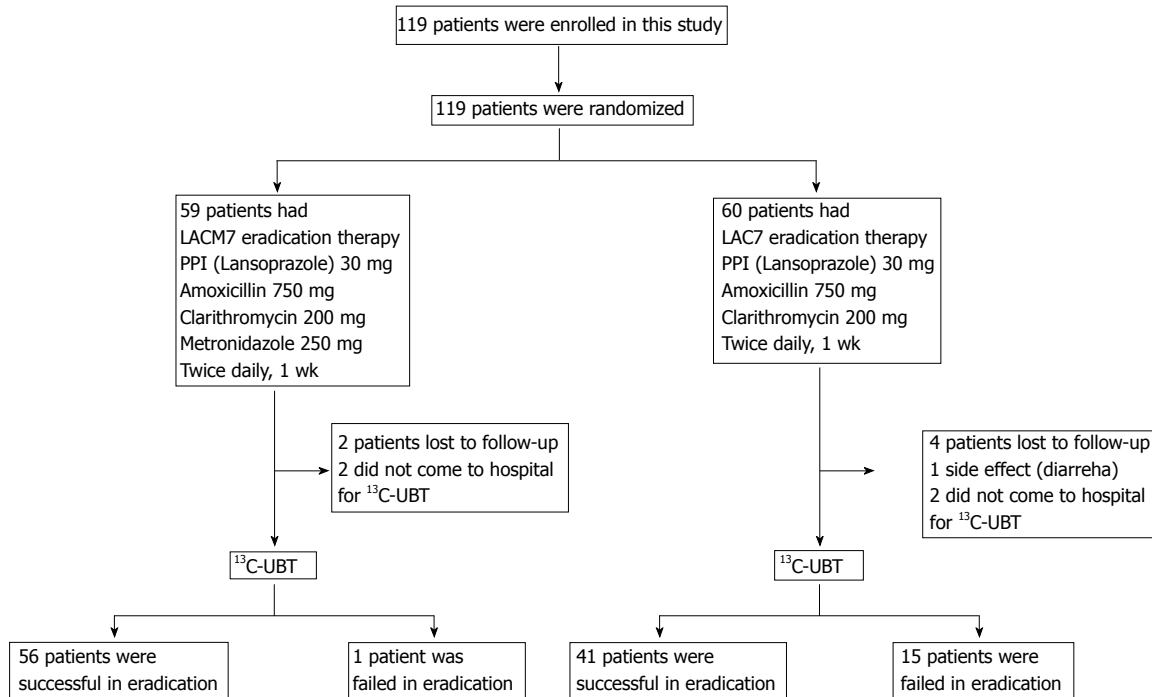 119 patients were enrolled in this study
119 patients were randomized
59 patients had
LACM7 eradication therapy
PPI (Lansoprazole) 30 mg
Amoxicillin 750 mg
Clarithromycin 200 mg
Metronidazole 250 mg
Twice daily, 1 wk
60 patients had
LAC7 eradication therapy
PPI (Lansoprazole) 30 mg
Amoxicillin 750 mg
Clarithromycin 200 mg
Twice daily, 1 wk
2 patients lost to follow-up
2 did not come to hospital
for ¹³C-UBT
4 patients lost to follow-up
1 side effect (diarreha)
2 did not come to hospital
for ¹³C-UBT
¹³C-UBT
¹³C-UBT
56 patients were
successful in eradication
1 patient was
failed in eradication
41 patients were
successful in eradication
15 patients were
failed in eradication